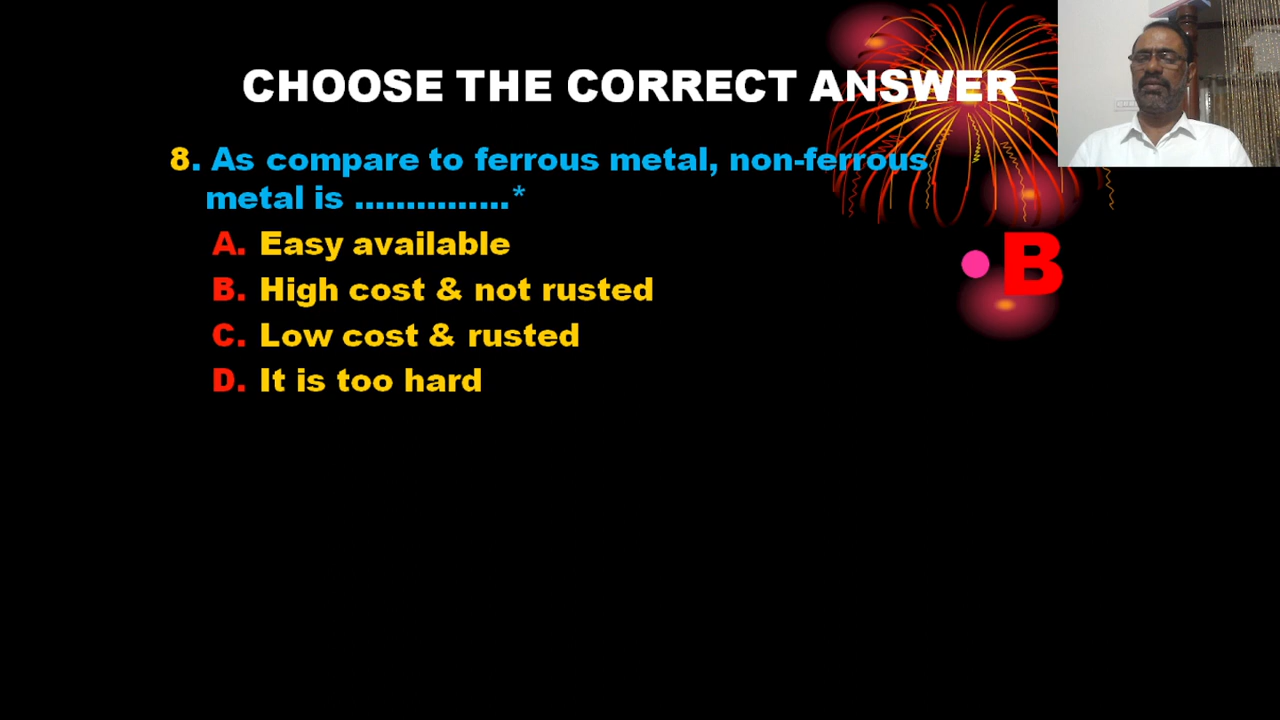 CHOOSE THE CORRECT ANSWER
8. As compare to ferrous metal, non-ferrous
metal is ...............*
A. Easy available
B. High cost & not rusted
C. Low cost & rusted
D. It is too hard
• B